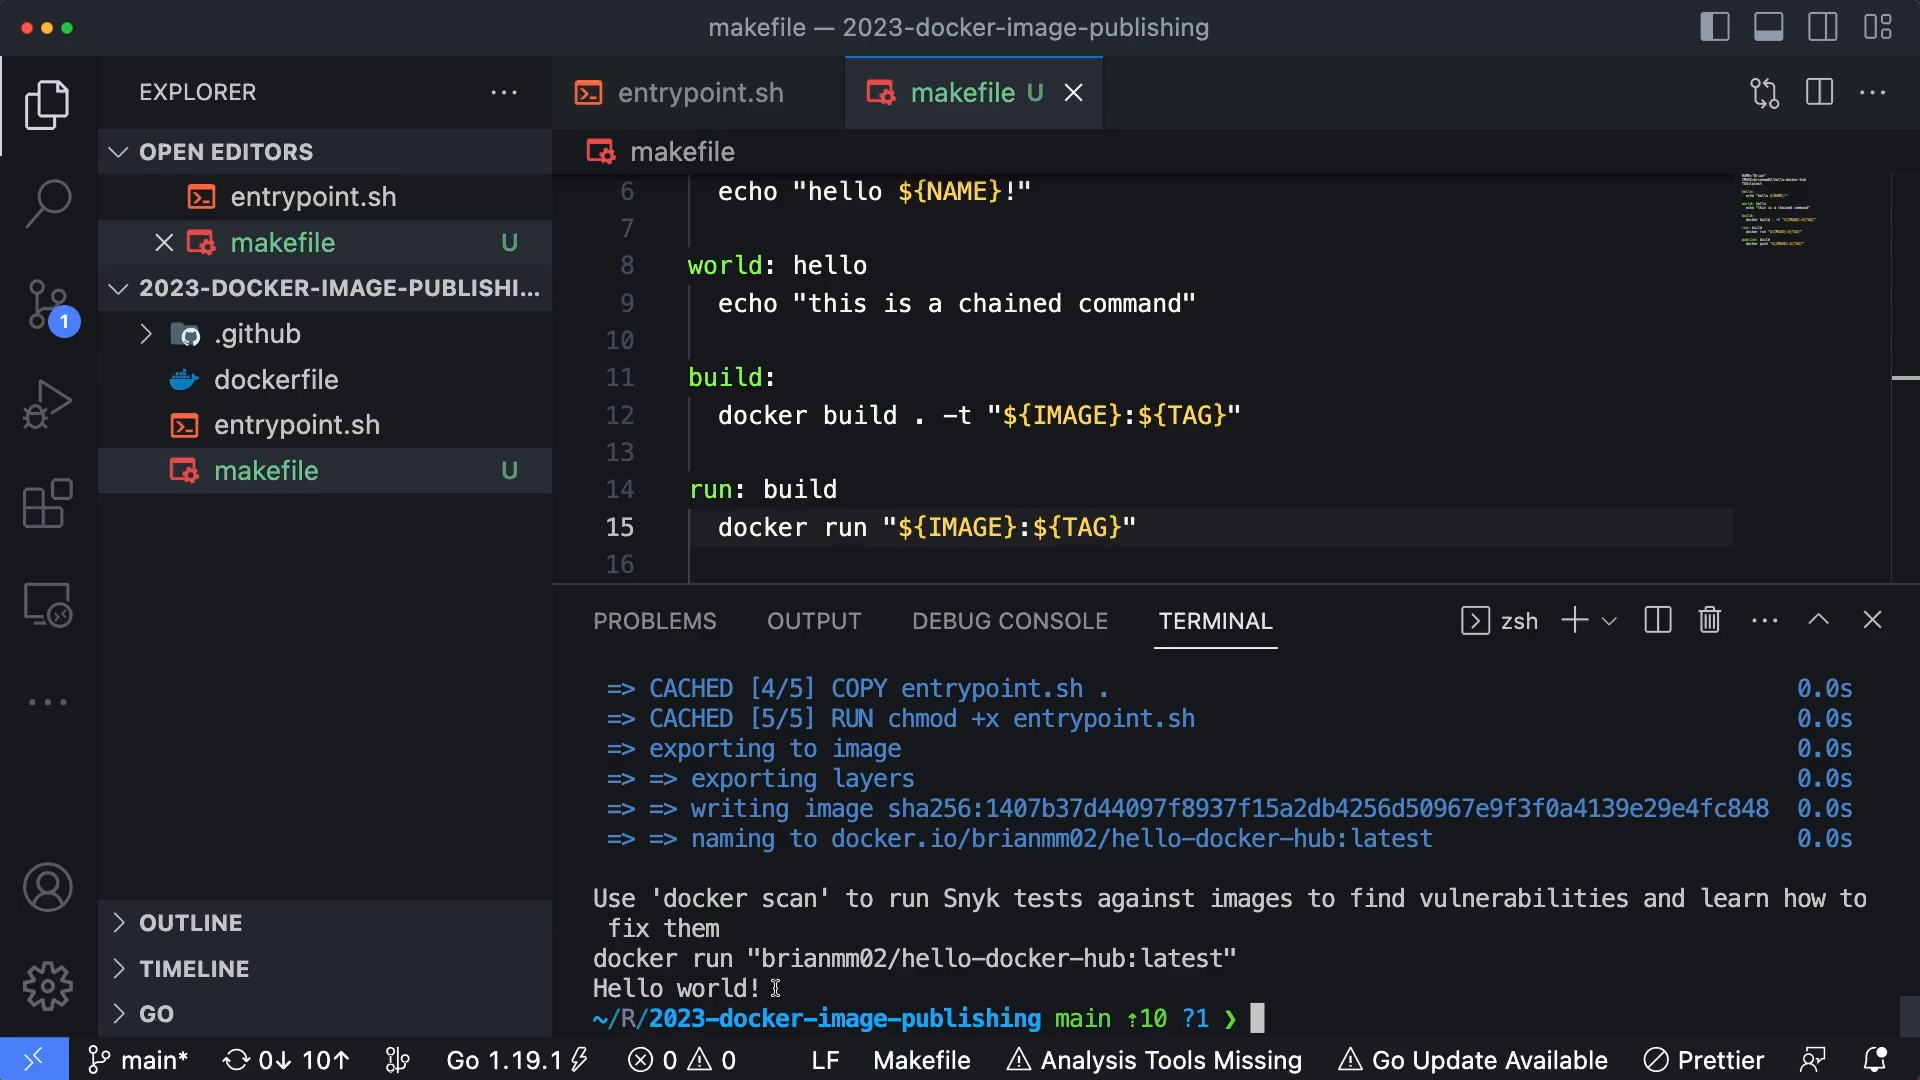 makefile — 2023-docker-image-publishing
EXPLORER
OPEN EDITORS
entrypoint.sh
makefile U
2023-DOCKER-IMAGE-PUBLISHI...
.github
dockerfile
entrypoint.sh
makefile U
OUTLINE
TIMELINE
GO
1
entrypoint.sh
makefile U
makefile
6 echo "hello ${NAME}!"
7
8 world: hello
9 echo "this is a chained command"
10
11 build:
12 docker build . -t "${IMAGE}:${TAG}"
13
14 run: build
15 docker run "${IMAGE}:${TAG}"
16
PROBLEMS OUTPUT DEBUG CONSOLE TERMINAL zsh
=> CACHED [4/5] COPY entrypoint.sh . 0.0s
=> CACHED [5/5] RUN chmod +x entrypoint.sh 0.0s
=> exporting to image 0.0s
=> => exporting layers 0.0s
=> => writing image sha256:1407b37d44097f8937f15a2db4256d50967e9f3f0a4139e29e4fc848 0.0s
=> => naming to docker.io/brianmm02/hello-docker-hub:latest 0.0s
Use 'docker scan' to run Snyk tests against images to find vulnerabilities and learn how to
fix them
docker run "brianmm02/hello-docker-hub:latest"
Hello world!
~/R/2023-docker-image-publishing main ⇡10 ?1 ❯
main* 0↓ 10↑ Go 1.19.1 0 0 LF Makefile Analysis Tools Missing Go Update Available Prettier